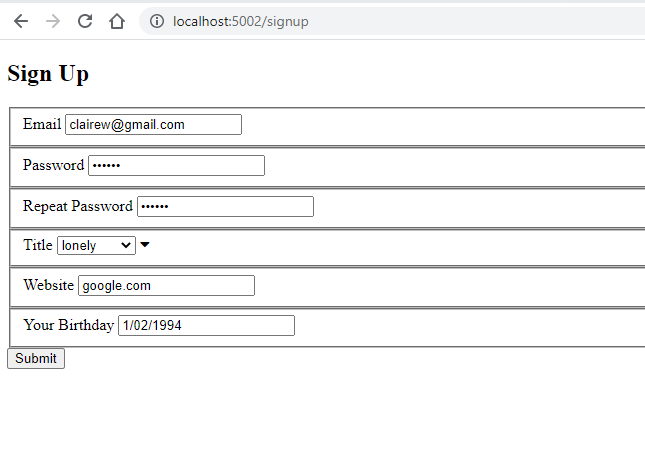 localhost:5002/signup
Sign Up
Email clairew@gmail.com
Password ••••••
Repeat Password ••••••
Title lonely
Website google.com
Your Birthday 1/02/1994
Submit